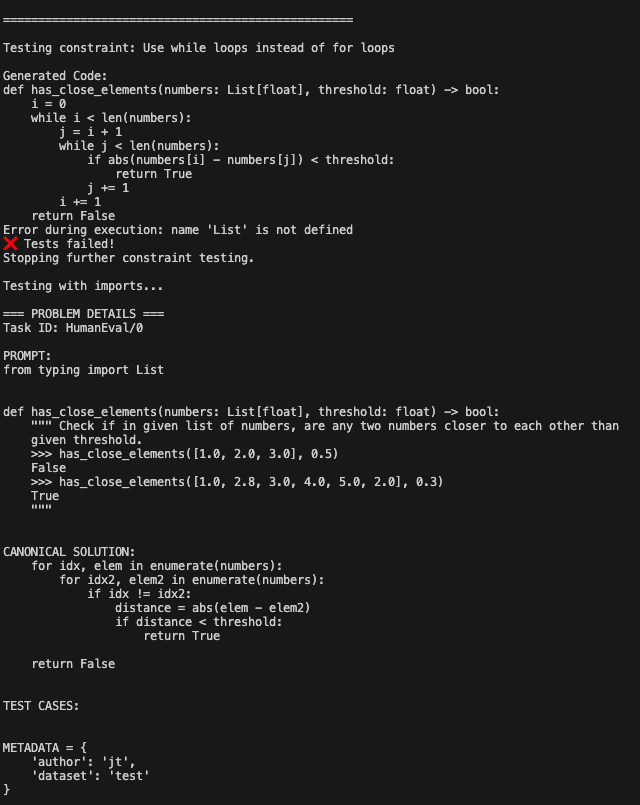 ==================================================
Testing constraint: Use while loops instead of for loops
Generated Code:
def has_close_elements(numbers: List[float], threshold: float) -> bool:
    i = 0
    while i < len(numbers):
        j = i + 1
        while j < len(numbers):
            if abs(numbers[i] - numbers[j]) < threshold:
                return True
            j += 1
        i += 1
    return False
Error during execution: name 'List' is not defined
❌ Tests failed!
Stopping further constraint testing.
Testing with imports...
=== PROBLEM DETAILS ===
Task ID: HumanEval/0
PROMPT:
from typing import List
def has_close_elements(numbers: List[float], threshold: float) -> bool:
    """ Check if in given list of numbers, are any two numbers closer to each other than
    given threshold.
    >>> has_close_elements([1.0, 2.0, 3.0], 0.5)
    False
    >>> has_close_elements([1.0, 2.8, 3.0, 4.0, 5.0, 2.0], 0.3)
    True
    """
CANONICAL SOLUTION:
    for idx, elem in enumerate(numbers):
        for idx2, elem2 in enumerate(numbers):
            if idx != idx2:
                distance = abs(elem - elem2)
                if distance < threshold:
                    return True
    return False
TEST CASES:
METADATA = {
    'author': 'jt',
    'dataset': 'test'
}